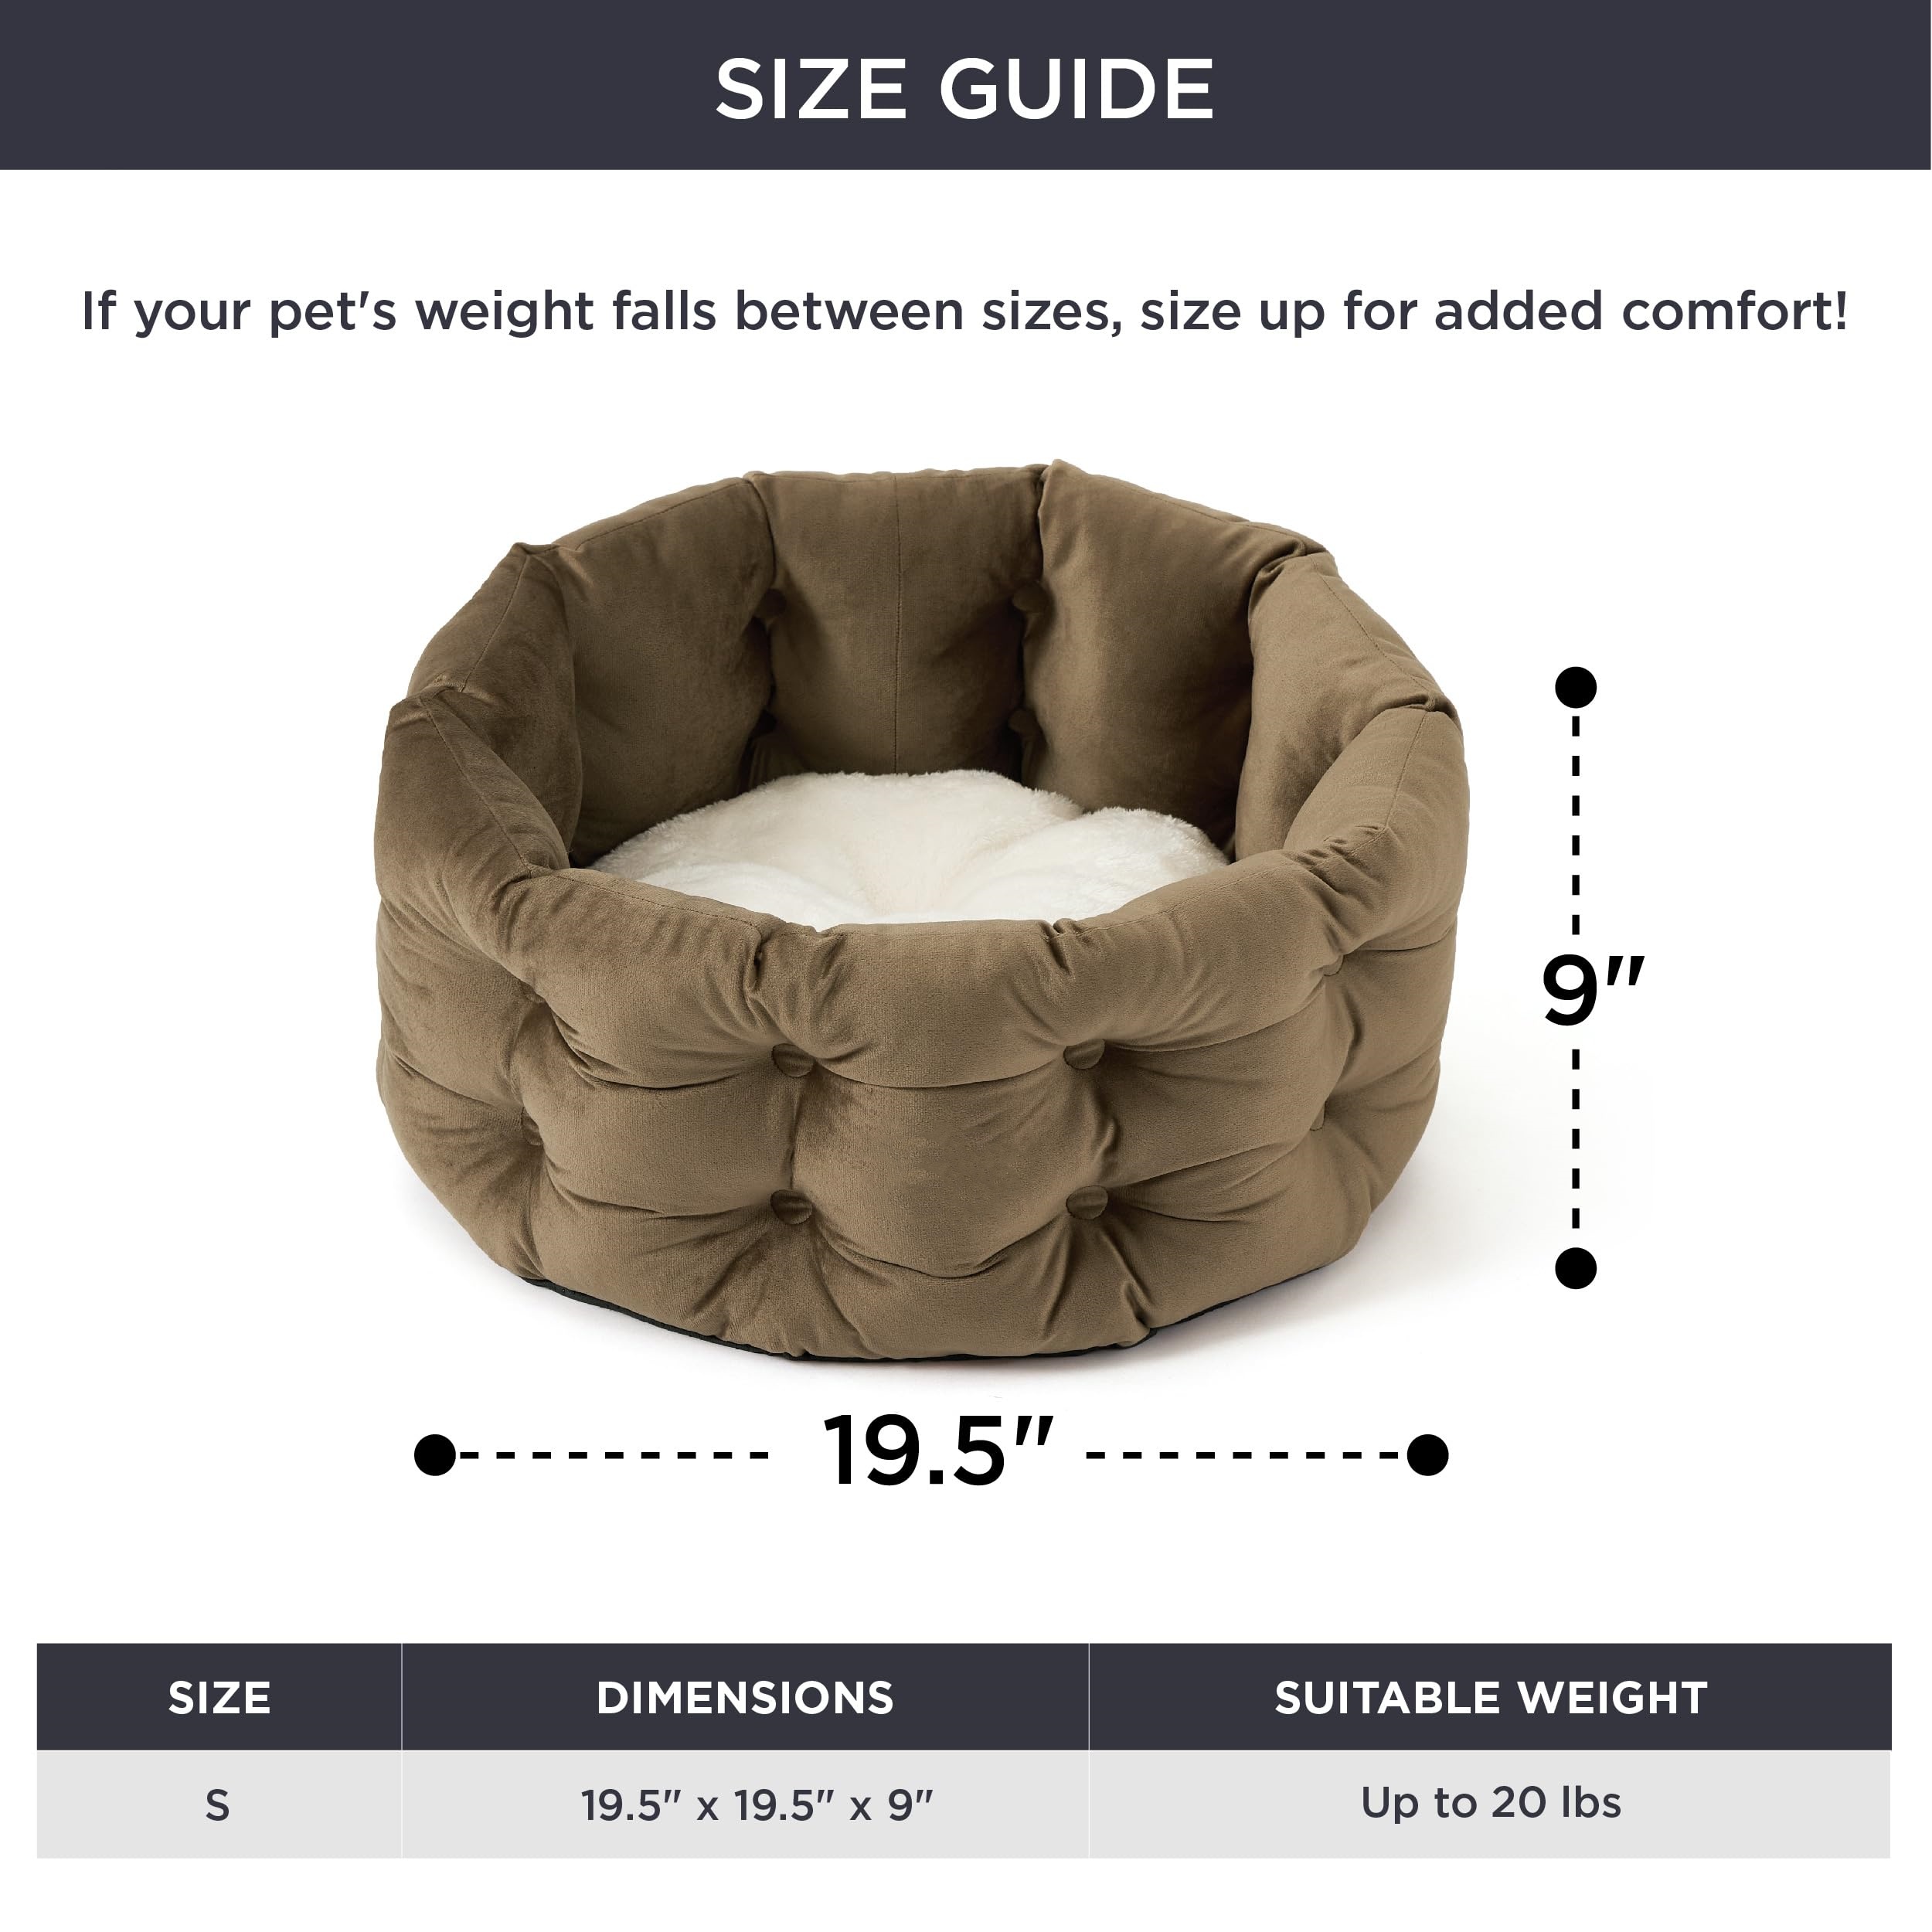 SIZE GUIDE
If your pet's weight falls between sizes, size up for added comfort!
9"
19.5"
SIZE DIMENSIONS SUITABLE WEIGHT
S 19.5" x 19.5" x 9" Up to 20 lbs